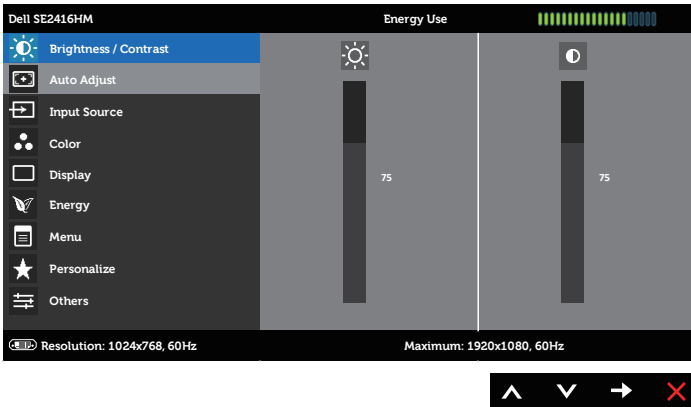 Dell SE2416HM
Energy Use
Brightness / Contrast
Auto Adjust
Input Source
Color
Display
Energy
Menu
Personalize
Others
75
75
Resolution: 1024x768, 60Hz
Maximum: 1920x1080, 60Hz